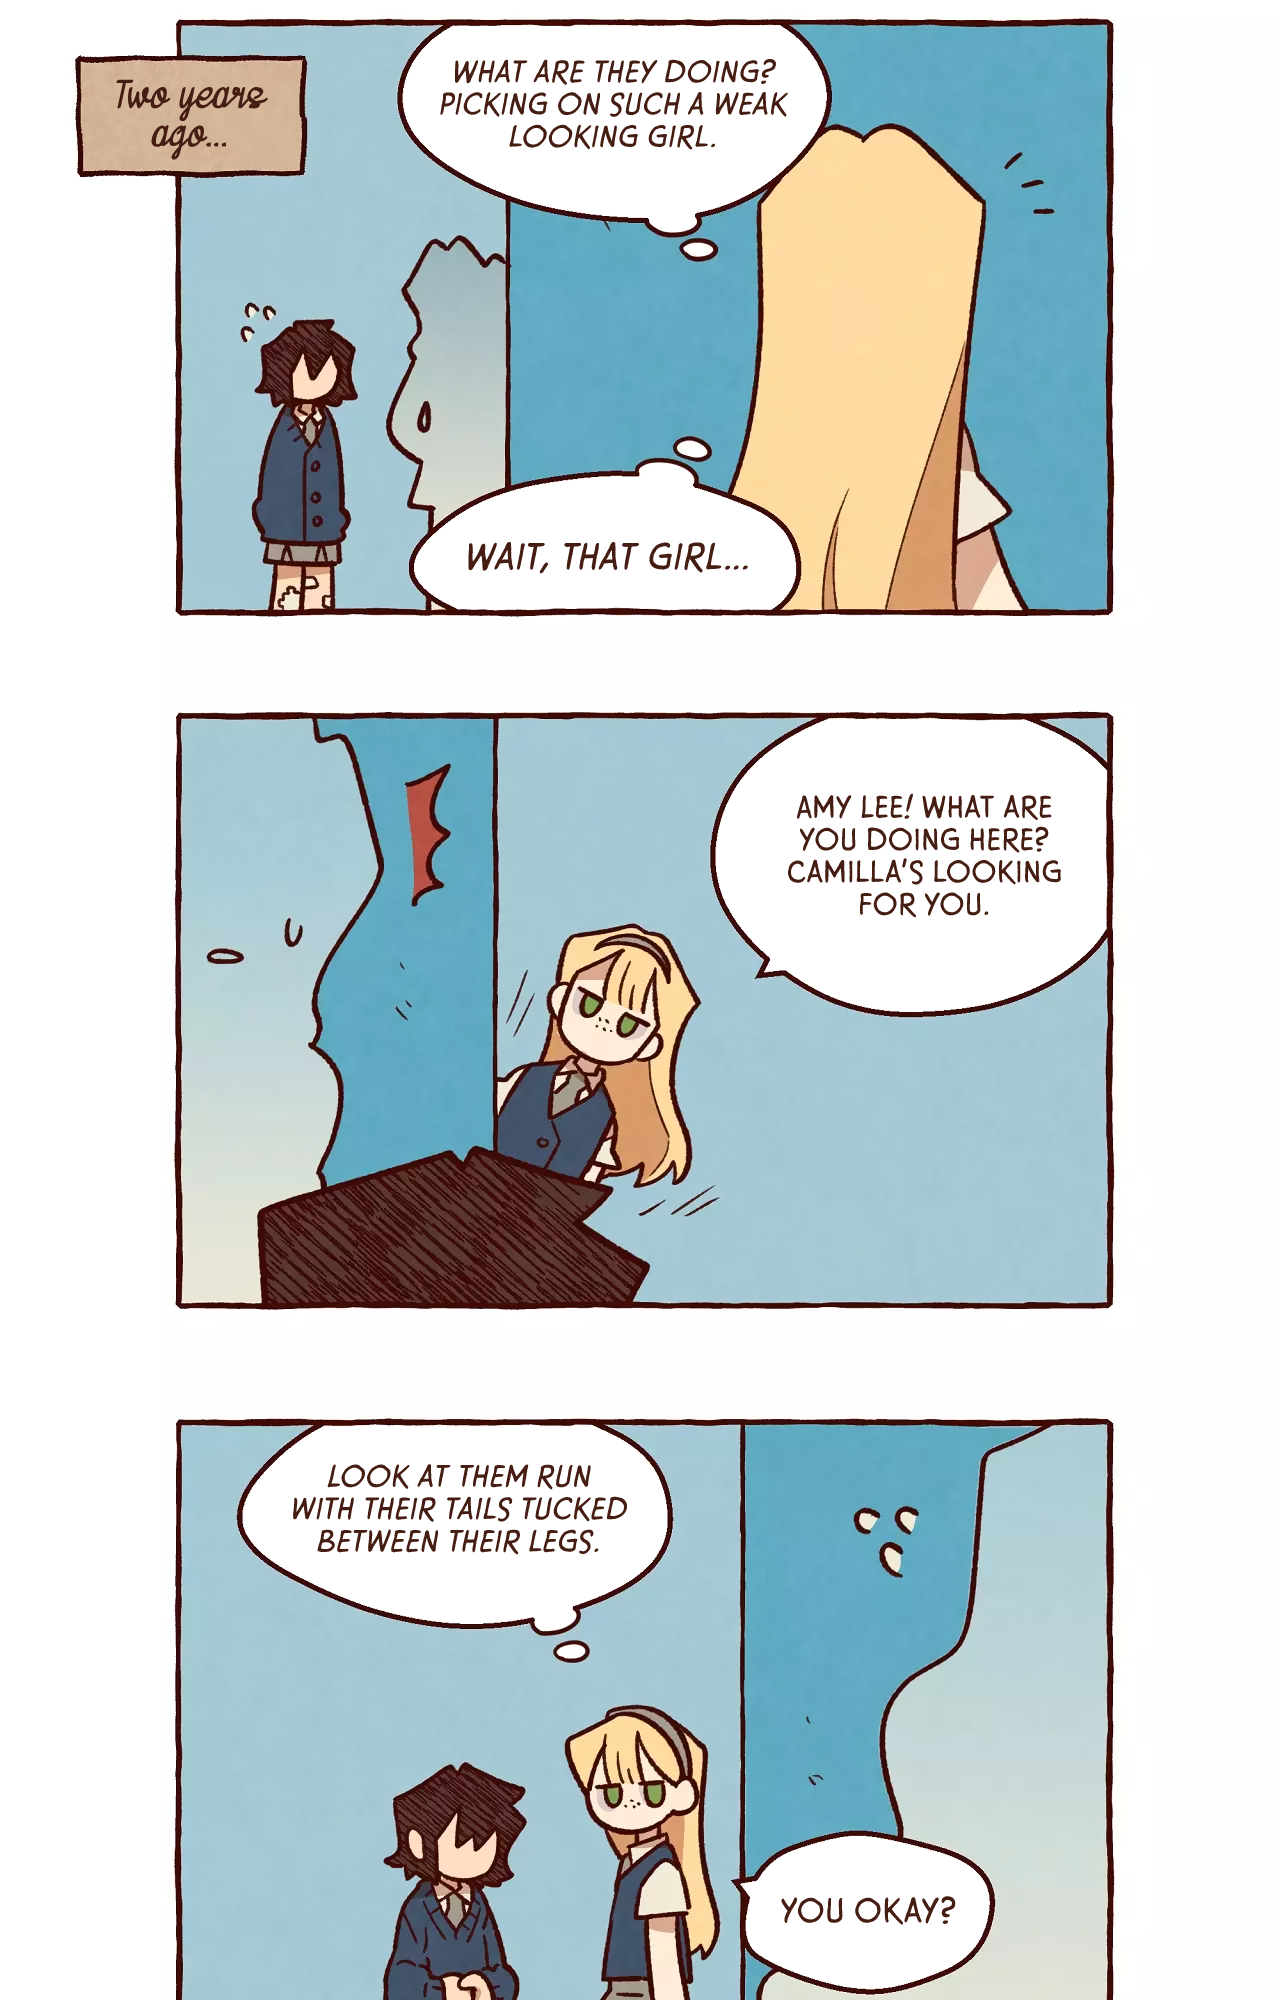 Two years
ago...
WHAT ARE THEY DOING?
PICKING ON SUCH A WEAK
LOOKING GIRL.
WAIT, THAT GIRL...
AMY LEE! WHAT ARE
YOU DOING HERE?
CAMILLA'S LOOKING
FOR YOU.
LOOK AT THEM RUN
WITH THEIR TAILS TUCKED
BETWEEN THEIR LEGS.
YOU OKAY?